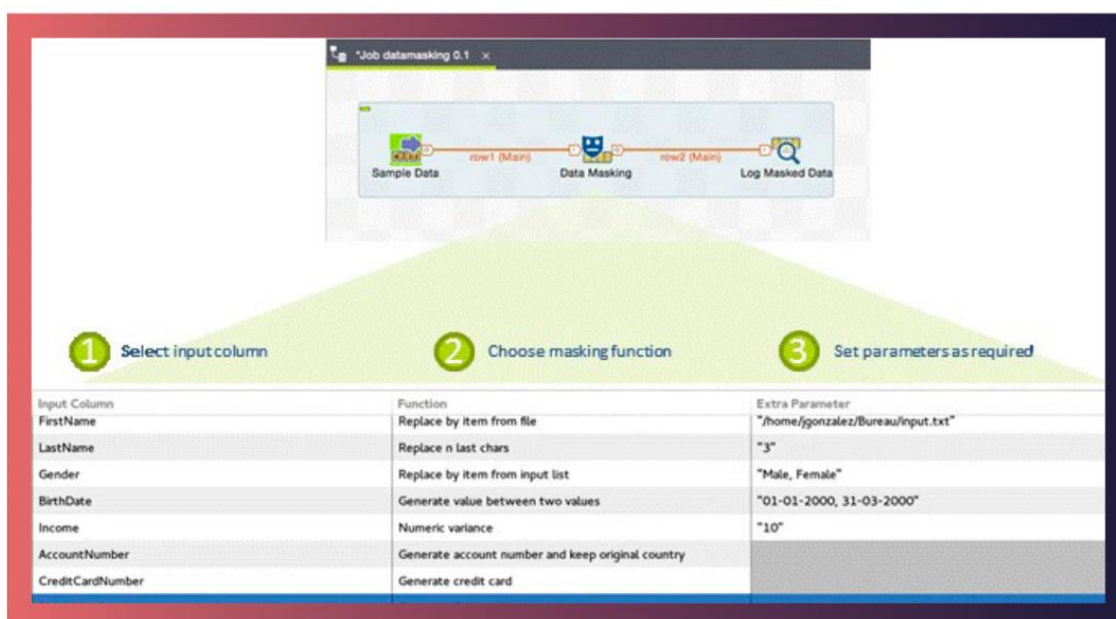 *Job datamasking 0.1 ×
row1 (Main)
row2 (Main)
Sample Data
Data Masking
Log Masked Data
1 Select input column
2 Choose masking function
3 Set parameters as required
Input Column Function Extra Parameter
FirstName Replace by item from file "/home/jgonzalez/Bureau/input.txt"
LastName Replace n last chars "3"
Gender Replace by item from input list "Male, Female"
BirthDate Generate value between two values "01-01-2000, 31-03-2000"
Income Numeric variance "10"
AccountNumber Generate account number and keep original country
CreditCardNumber Generate credit card